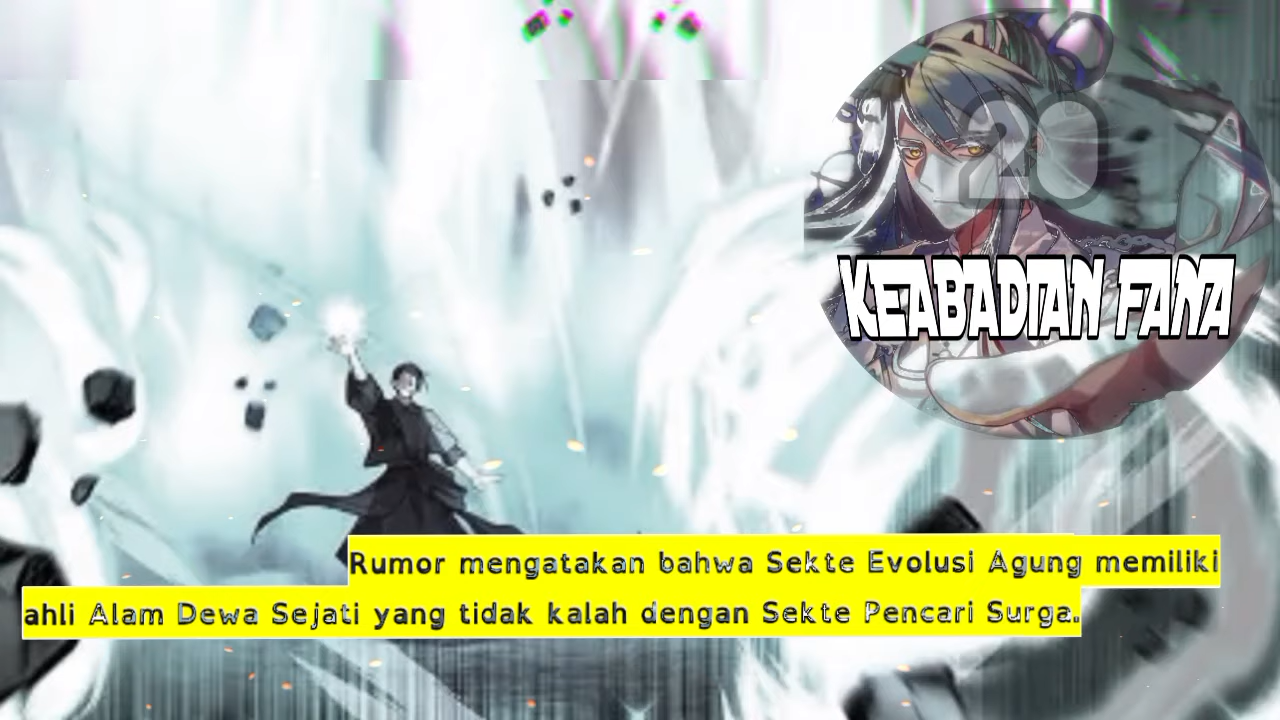 20
KEABADIAN FANA
Rumor mengatakan bahwa Sekte Evolusi Agung memiliki
ahli Alam Dewa Sejati yang tidak kalah dengan Sekte Pencari Surga.